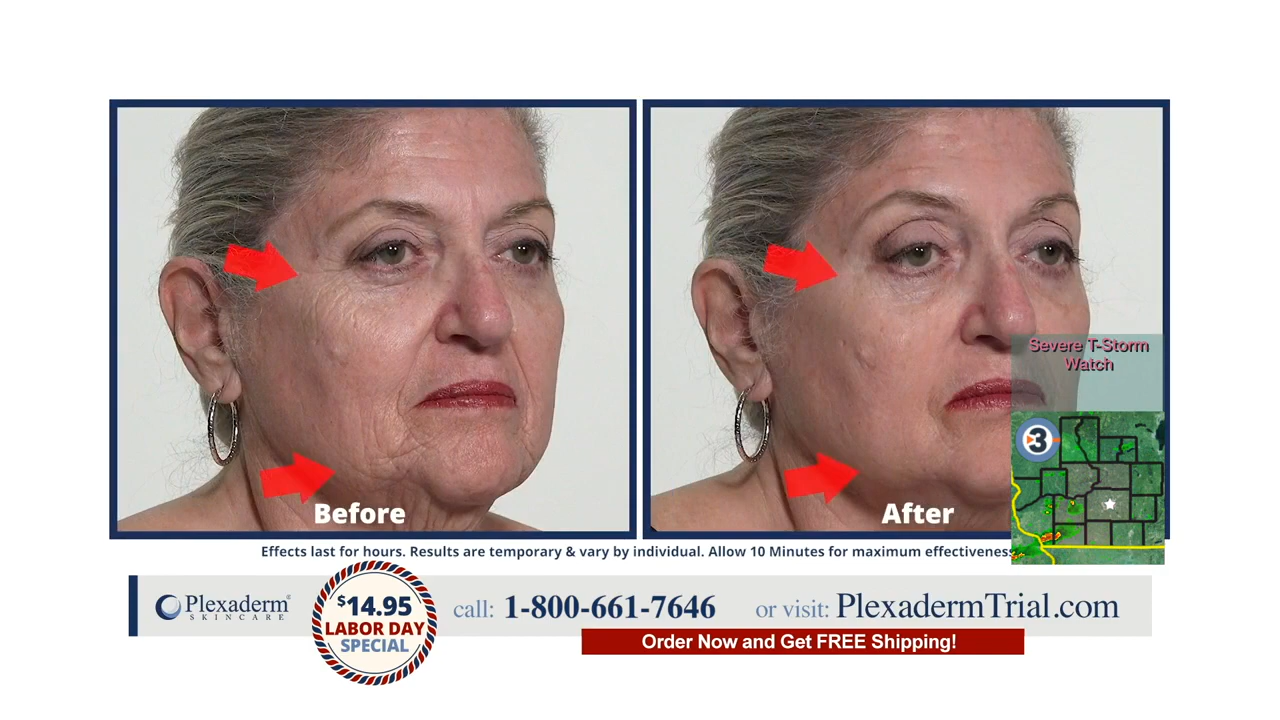 Severe T-Storm
Watch
3
Before
After
Effects last for hours. Results are temporary & vary by individual. Allow 10 Minutes for maximum effectiveness
Plexaderm
SKINCARE
$14.95
LABOR DAY
SPECIAL
call: 1-800-661-7646
or visit: PlexadermTrial.com
Order Now and Get FREE Shipping!